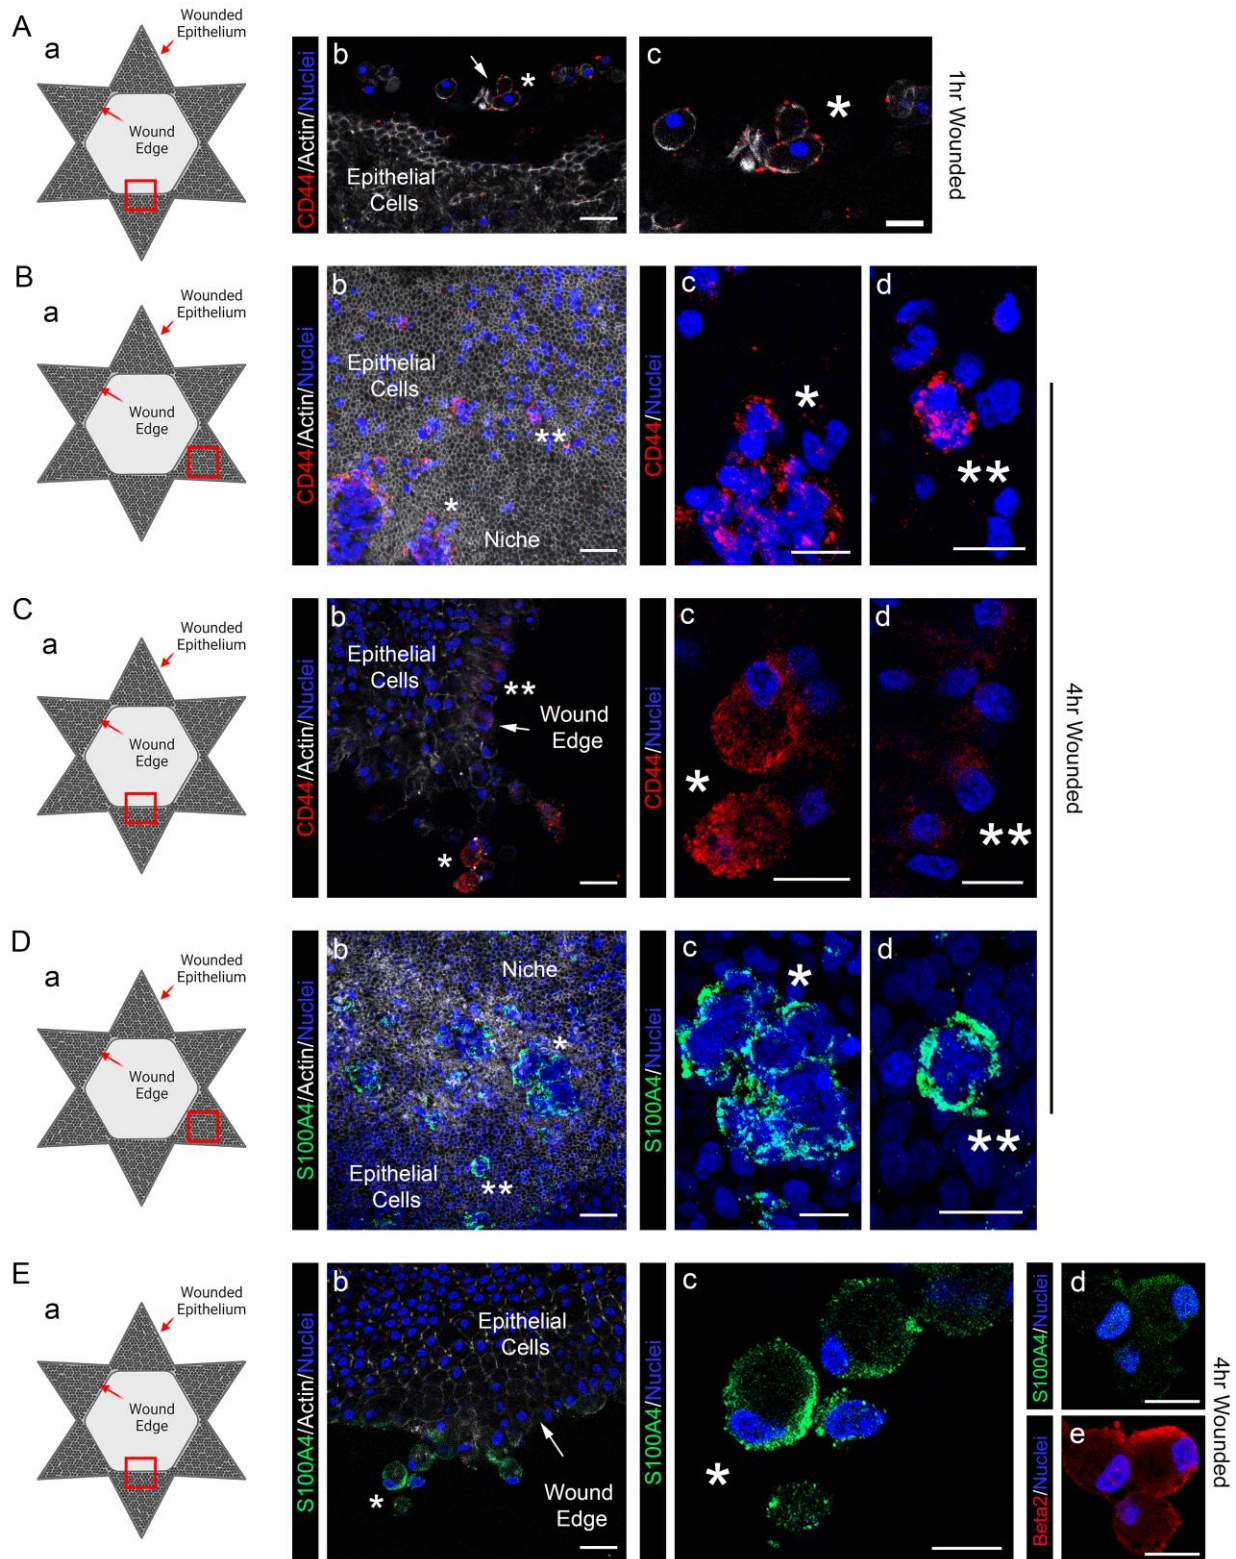 A
a
Wounded
Epithelium
Wound
Edge
CD44/Actin/Nuclei
b
*
Epithelial
Cells
c
*
1hr Wounded
B
a
Wounded
Epithelium
Wound
Edge
CD44/Actin/Nuclei
b
Epithelial
Cells
**
*
Niche
CD44/Nuclei
c
*
d
**
C
a
Wounded
Epithelium
Wound
Edge
CD44/Actin/Nuclei
b
Epithelial
Cells
**
Wound
Edge
*
CD44/Nuclei
c
*
d
**
4hr Wounded
D
a
Wounded
Epithelium
Wound
Edge
S100A4/Actin/Nuclei
b
Niche
*
Epithelial
Cells
**
S100A4/Nuclei
c
*
d
**
E
a
Wounded
Epithelium
Wound
Edge
S100A4/Actin/Nuclei
b
Epithelial
Cells
*
Wound
Edge
S100A4/Nuclei
c
*
S100A4/Nuclei
d
Beta2/Nuclei
e
4hr Wounded